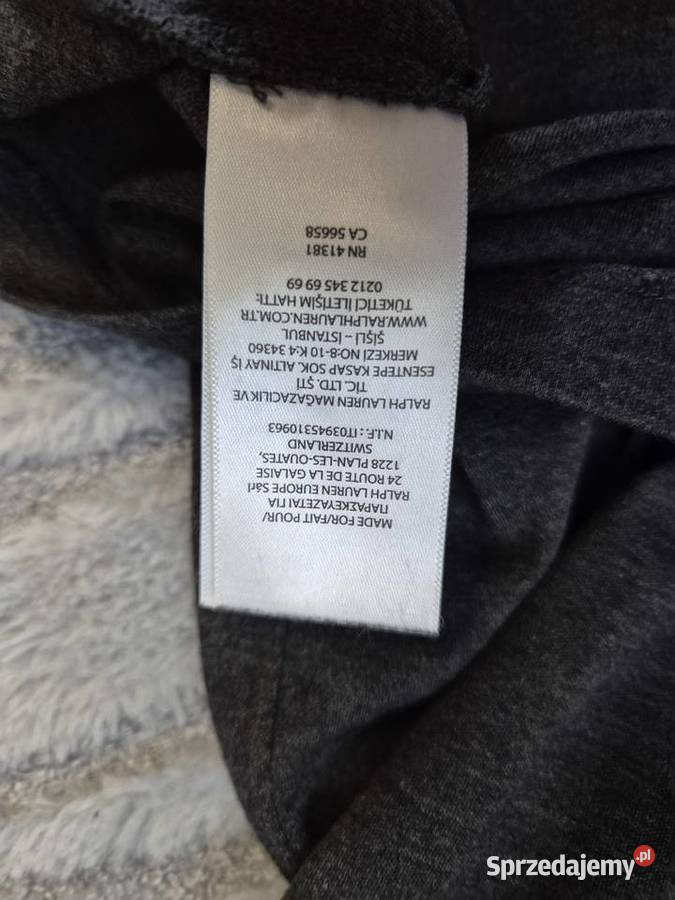 MADE FOR/FAIT POUR/
ΠΑΡΑΣΚΕΥΑΖΕΤΑΙ ΓΙΑ
RALPH LAUREN EUROPE Sárl
24 ROUTE DE LA GALAISE
1228 PLAN-LES-OUATES,
SWITZERLAND
N.I.F.: IT03945310963
RALPH LAUREN MAĞAZACILIK VE
TİC. LTD. ŞTİ
ESENTEPE KASAP SOK. ALTINAY İŞ
MERKEZİ NO:8-10 K:4 34360
ŞİŞLİ – İSTANBUL
WWW.RALPHLAUREN.COM.TR
TÜKETİCİ İLETİŞİM HATTI:
0212 345 69 69
RN 41381
CA 56658
Sprzedajemy.pl